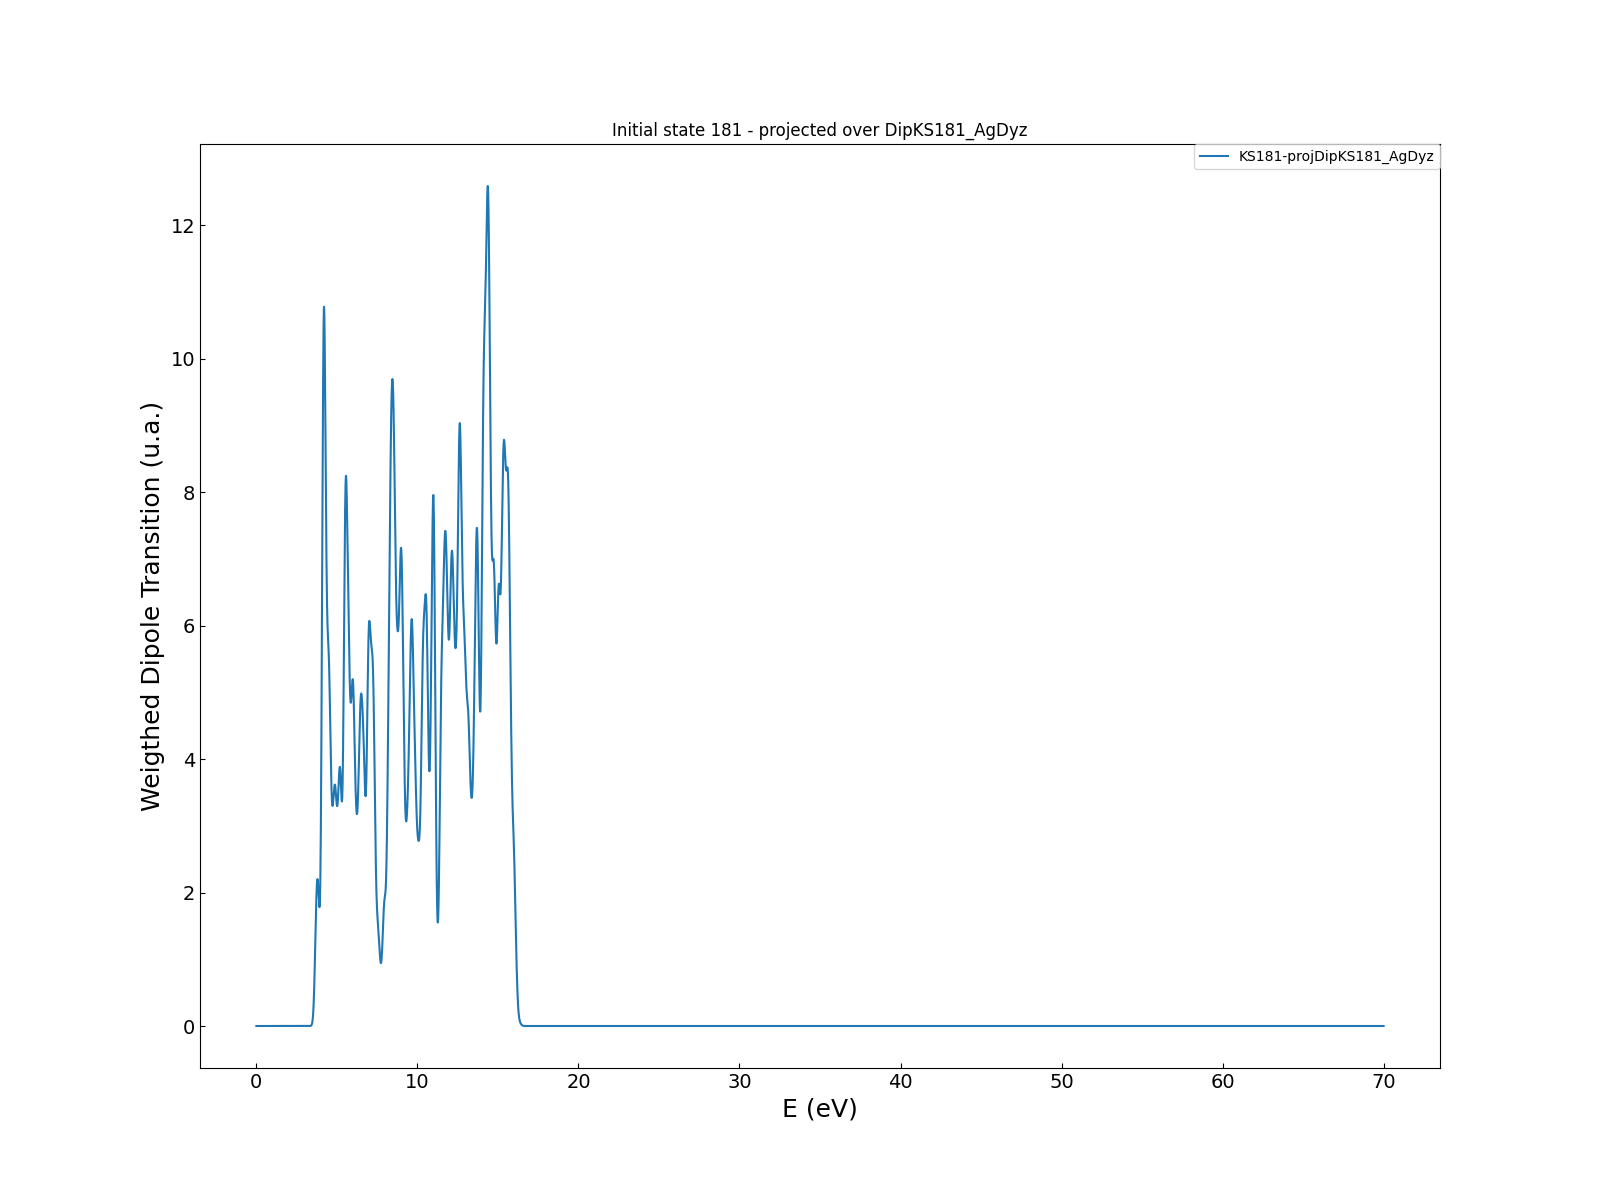 Initial state 181 - projected over DipKS181_AgDyz
KS181-projDipKS181_AgDyz
Weigthed Dipole Transition (u.a.)
12
10
8
6
4
2
0
0 10 20 30 40 50 60 70
E (eV)